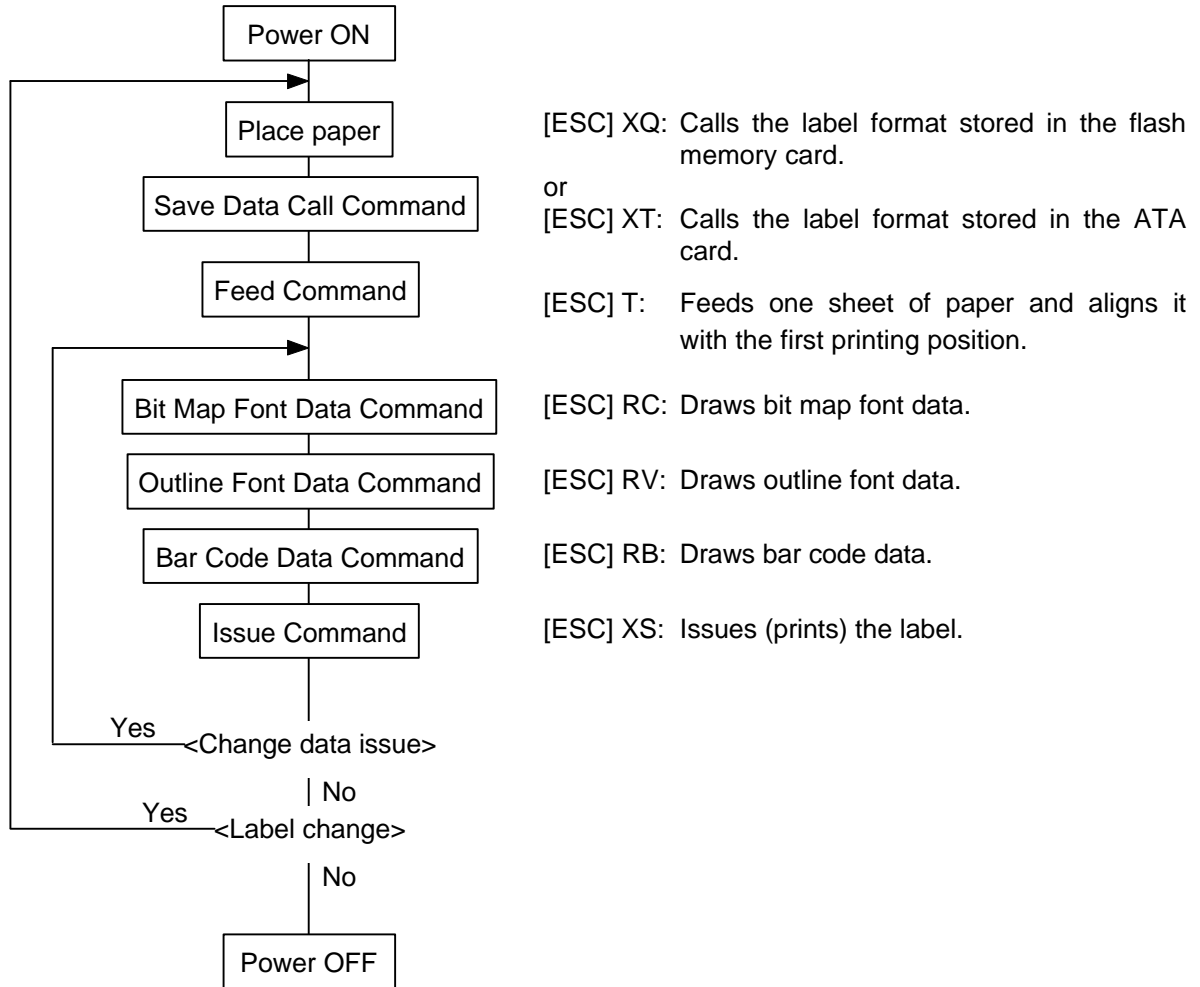 Power ON
Place paper
[ESC] XQ: Calls the label format stored in the flash
memory card.
or
Save Data Call Command
[ESC] XT: Calls the label format stored in the ATA
card.
Feed Command
[ESC] T: Feeds one sheet of paper and aligns it
with the first printing position.
Bit Map Font Data Command
[ESC] RC: Draws bit map font data.
Outline Font Data Command
[ESC] RV: Draws outline font data.
Bar Code Data Command
[ESC] RB: Draws bar code data.
Issue Command
[ESC] XS: Issues (prints) the label.
Yes
<Change data issue>
No
Yes
<Label change>
No
Power OFF